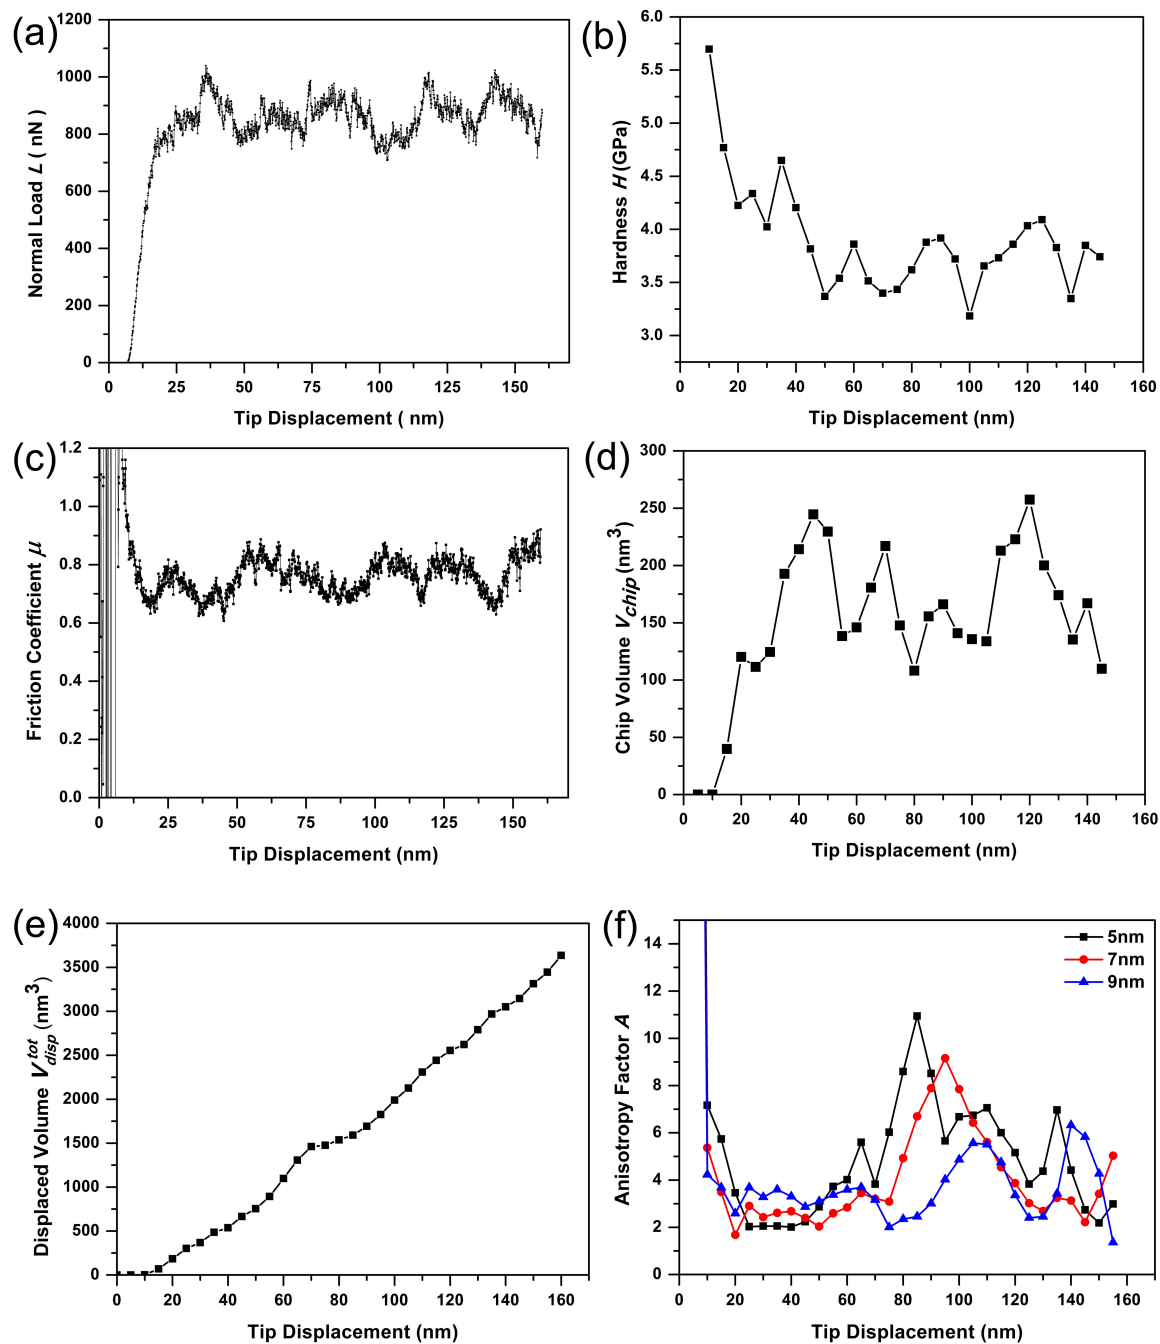 (a)
1200
1000
800
600
400
200
0
Normal Load L ( nN)
0 25 50 75 100 125 150
Tip Displacement ( nm)
(b)
6.0
5.5
5.0
4.5
4.0
3.5
3.0
Hardness H (GPa)
0 20 40 60 80 100 120 140 160
Tip Displacement (nm)
(c)
1.2
1.0
0.8
0.6
0.4
0.2
0.0
Friction Coefficient μ
0 25 50 75 100 125 150
Tip Displacement (nm)
(d)
300
250
200
150
100
50
0
Chip Volume Vchip (nm³)
0 20 40 60 80 100 120 140 160
Tip Displacement (nm)
(e)
4000
3500
3000
2500
2000
1500
1000
500
0
Displaced Volume V tot disp (nm³)
0 20 40 60 80 100 120 140 160
Tip Displacement (nm)
(f)
14
12
10
8
6
4
2
0
Anisotropy Factor A
5nm
7nm
9nm
0 20 40 60 80 100 120 140 160
Tip Displacement (nm)